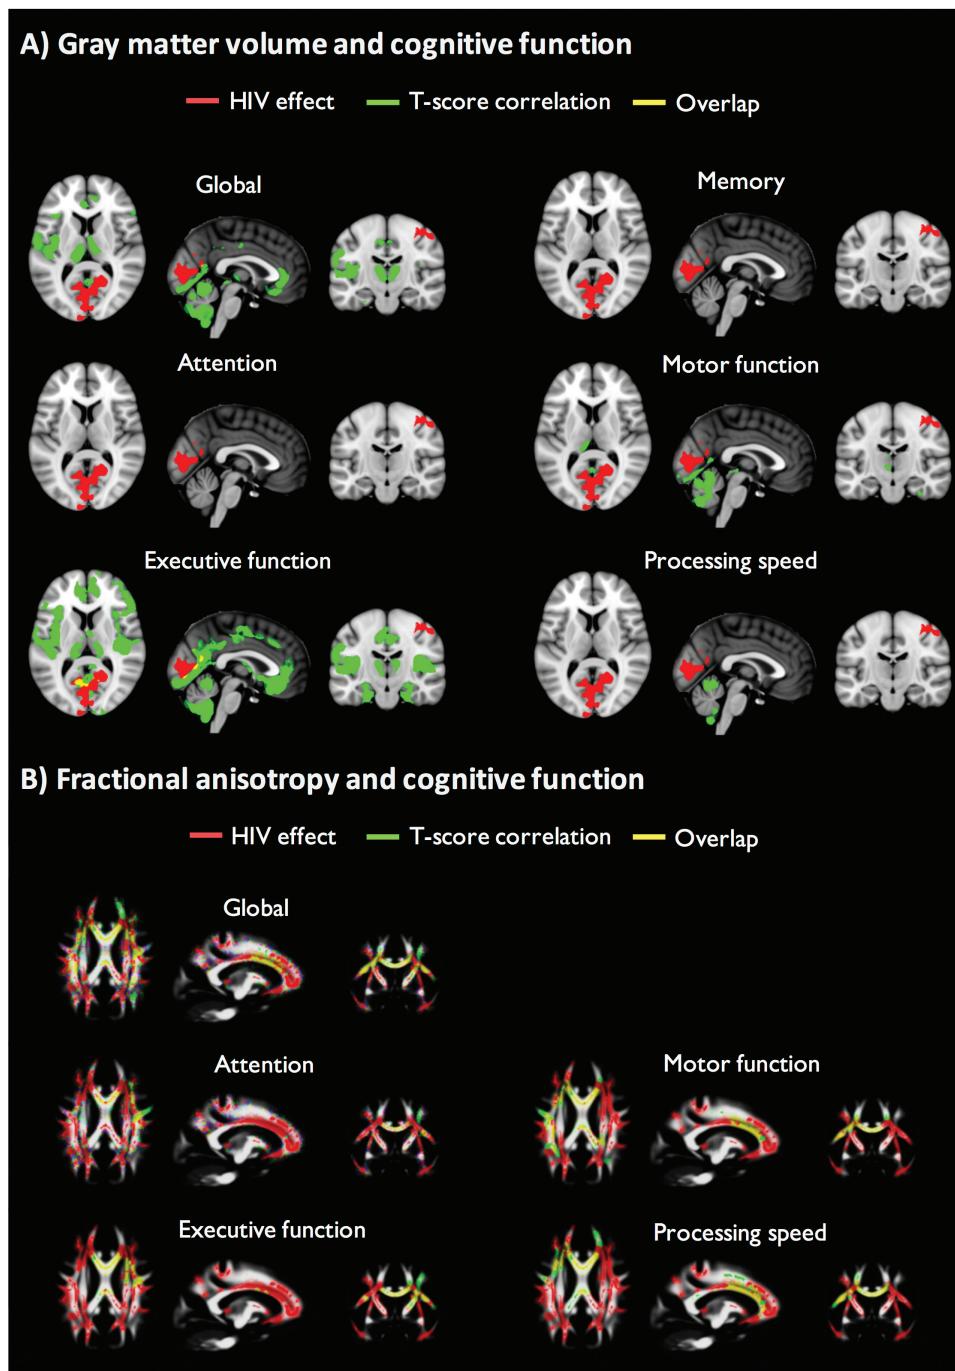 A) Gray matter volume and cognitive function
HIV effect T-score correlation Overlap
Global Memory
Attention Motor function
Executive function Processing speed
B) Fractional anisotropy and cognitive function
HIV effect T-score correlation Overlap
Global
Attention Motor function
Executive function Processing speed